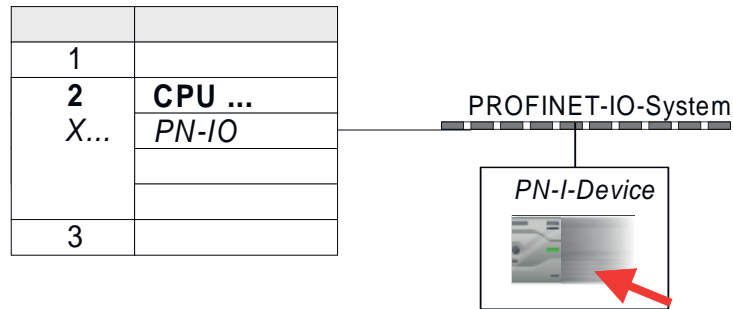 1
2 CPU ...
X... PN-IO
3
PROFINET-IO-System
PN-I-Device